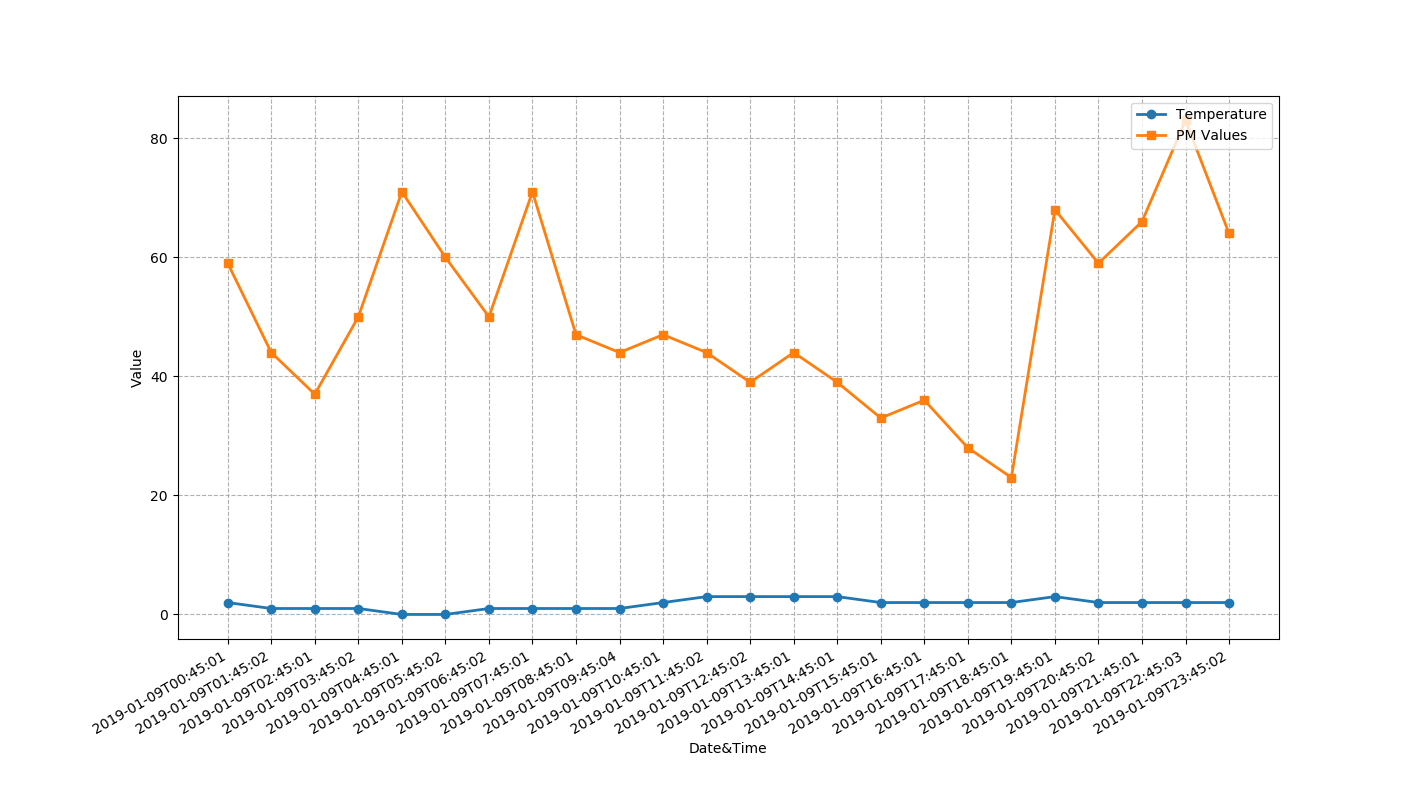 Temperature
PM Values
80
60
40
20
0
Value
2019-01-09T00:45:01
2019-01-09T01:45:02
2019-01-09T02:45:01
2019-01-09T03:45:02
2019-01-09T04:45:01
2019-01-09T05:45:02
2019-01-09T06:45:02
2019-01-09T07:45:01
2019-01-09T08:45:01
2019-01-09T09:45:04
2019-01-09T10:45:01
2019-01-09T11:45:02
2019-01-09T12:45:02
2019-01-09T13:45:01
2019-01-09T14:45:01
2019-01-09T15:45:01
2019-01-09T16:45:01
2019-01-09T17:45:01
2019-01-09T18:45:01
2019-01-09T19:45:01
2019-01-09T20:45:02
2019-01-09T21:45:01
2019-01-09T22:45:03
2019-01-09T23:45:02
Date&Time